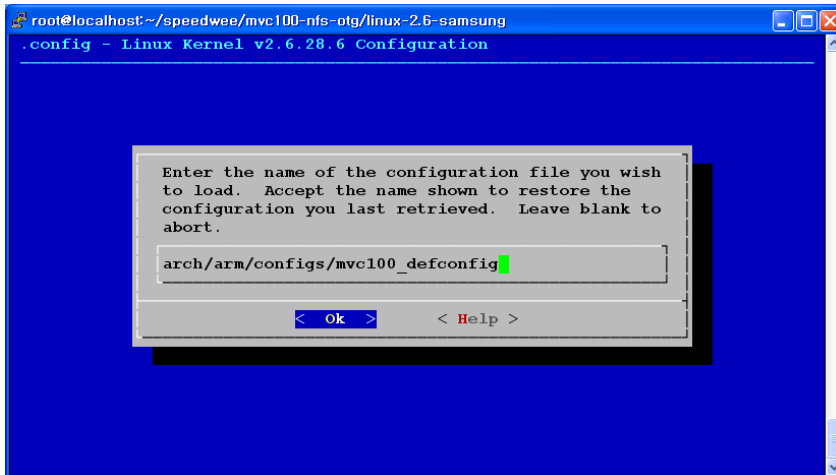 root@localhost:~/speedwee/mvc100-nfs-otg/linux-2.6-samsung
.config - Linux Kernel v2.6.28.6 Configuration
Enter the name of the configuration file you wish
to load.  Accept the name shown to restore the
configuration you last retrieved.  Leave blank to
abort.
arch/arm/configs/mvc100_defconfig
<  Ok  >      < Help >